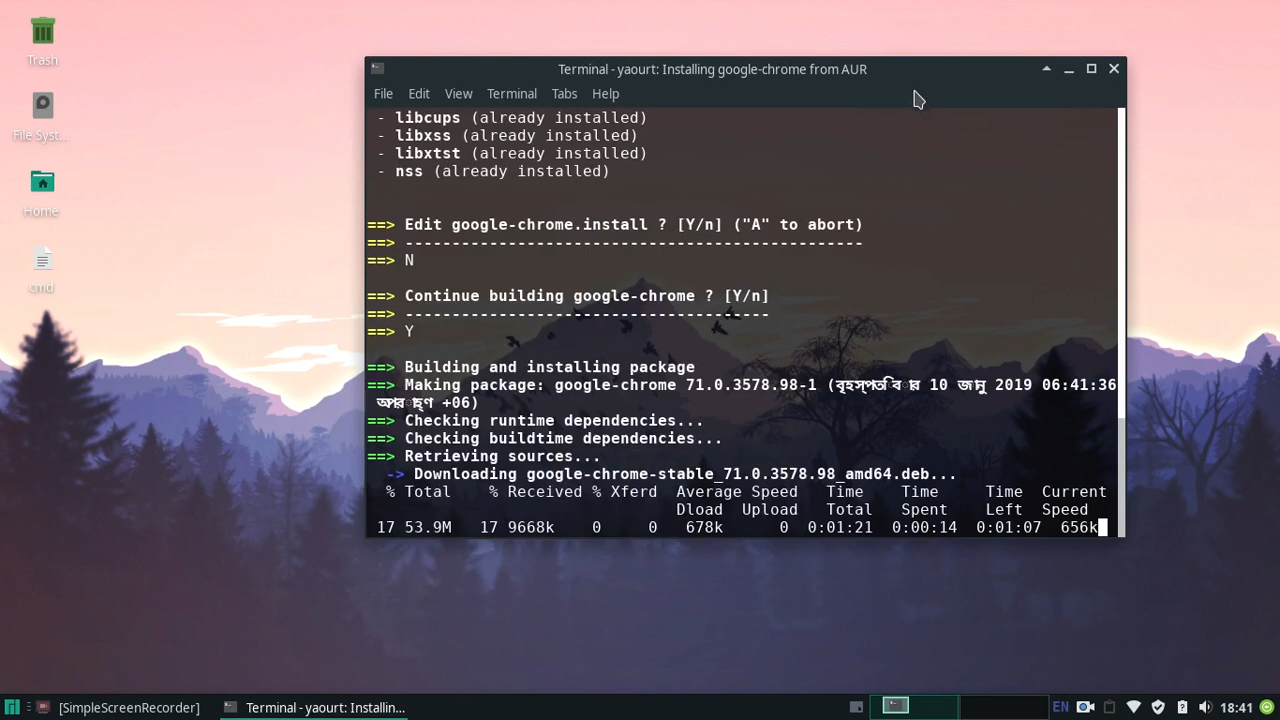 Trash
File Syst...
Home
cmd
Terminal - yaourt: Installing google-chrome from AUR
File Edit View Terminal Tabs Help
- libcups (already installed)
- libxss (already installed)
- libxtst (already installed)
- nss (already installed)
==> Edit google-chrome.install ? [Y/n] ("A" to abort)
==> -------------------------------------------------
==> N
==> Continue building google-chrome ? [Y/n]
==> ---------------------------------------
==> Y
==> Building and installing package
==> Making package: google-chrome 71.0.3578.98-1 (বৃহস্পতিবার 10 জানু 2019 06:41:36
অপরাহ্ণ +06)
==> Checking runtime dependencies...
==> Checking buildtime dependencies...
==> Retrieving sources...
-> Downloading google-chrome-stable_71.0.3578.98_amd64.deb...
% Total % Received % Xferd Average Speed Time Time Time Current
Dload Upload Total Spent Left Speed
17 53.9M 17 9668k 0 0 678k 0 0:01:21 0:00:14 0:01:07 656k
[SimpleScreenRecorder] Terminal - yaourt: Installin... EN 18:41